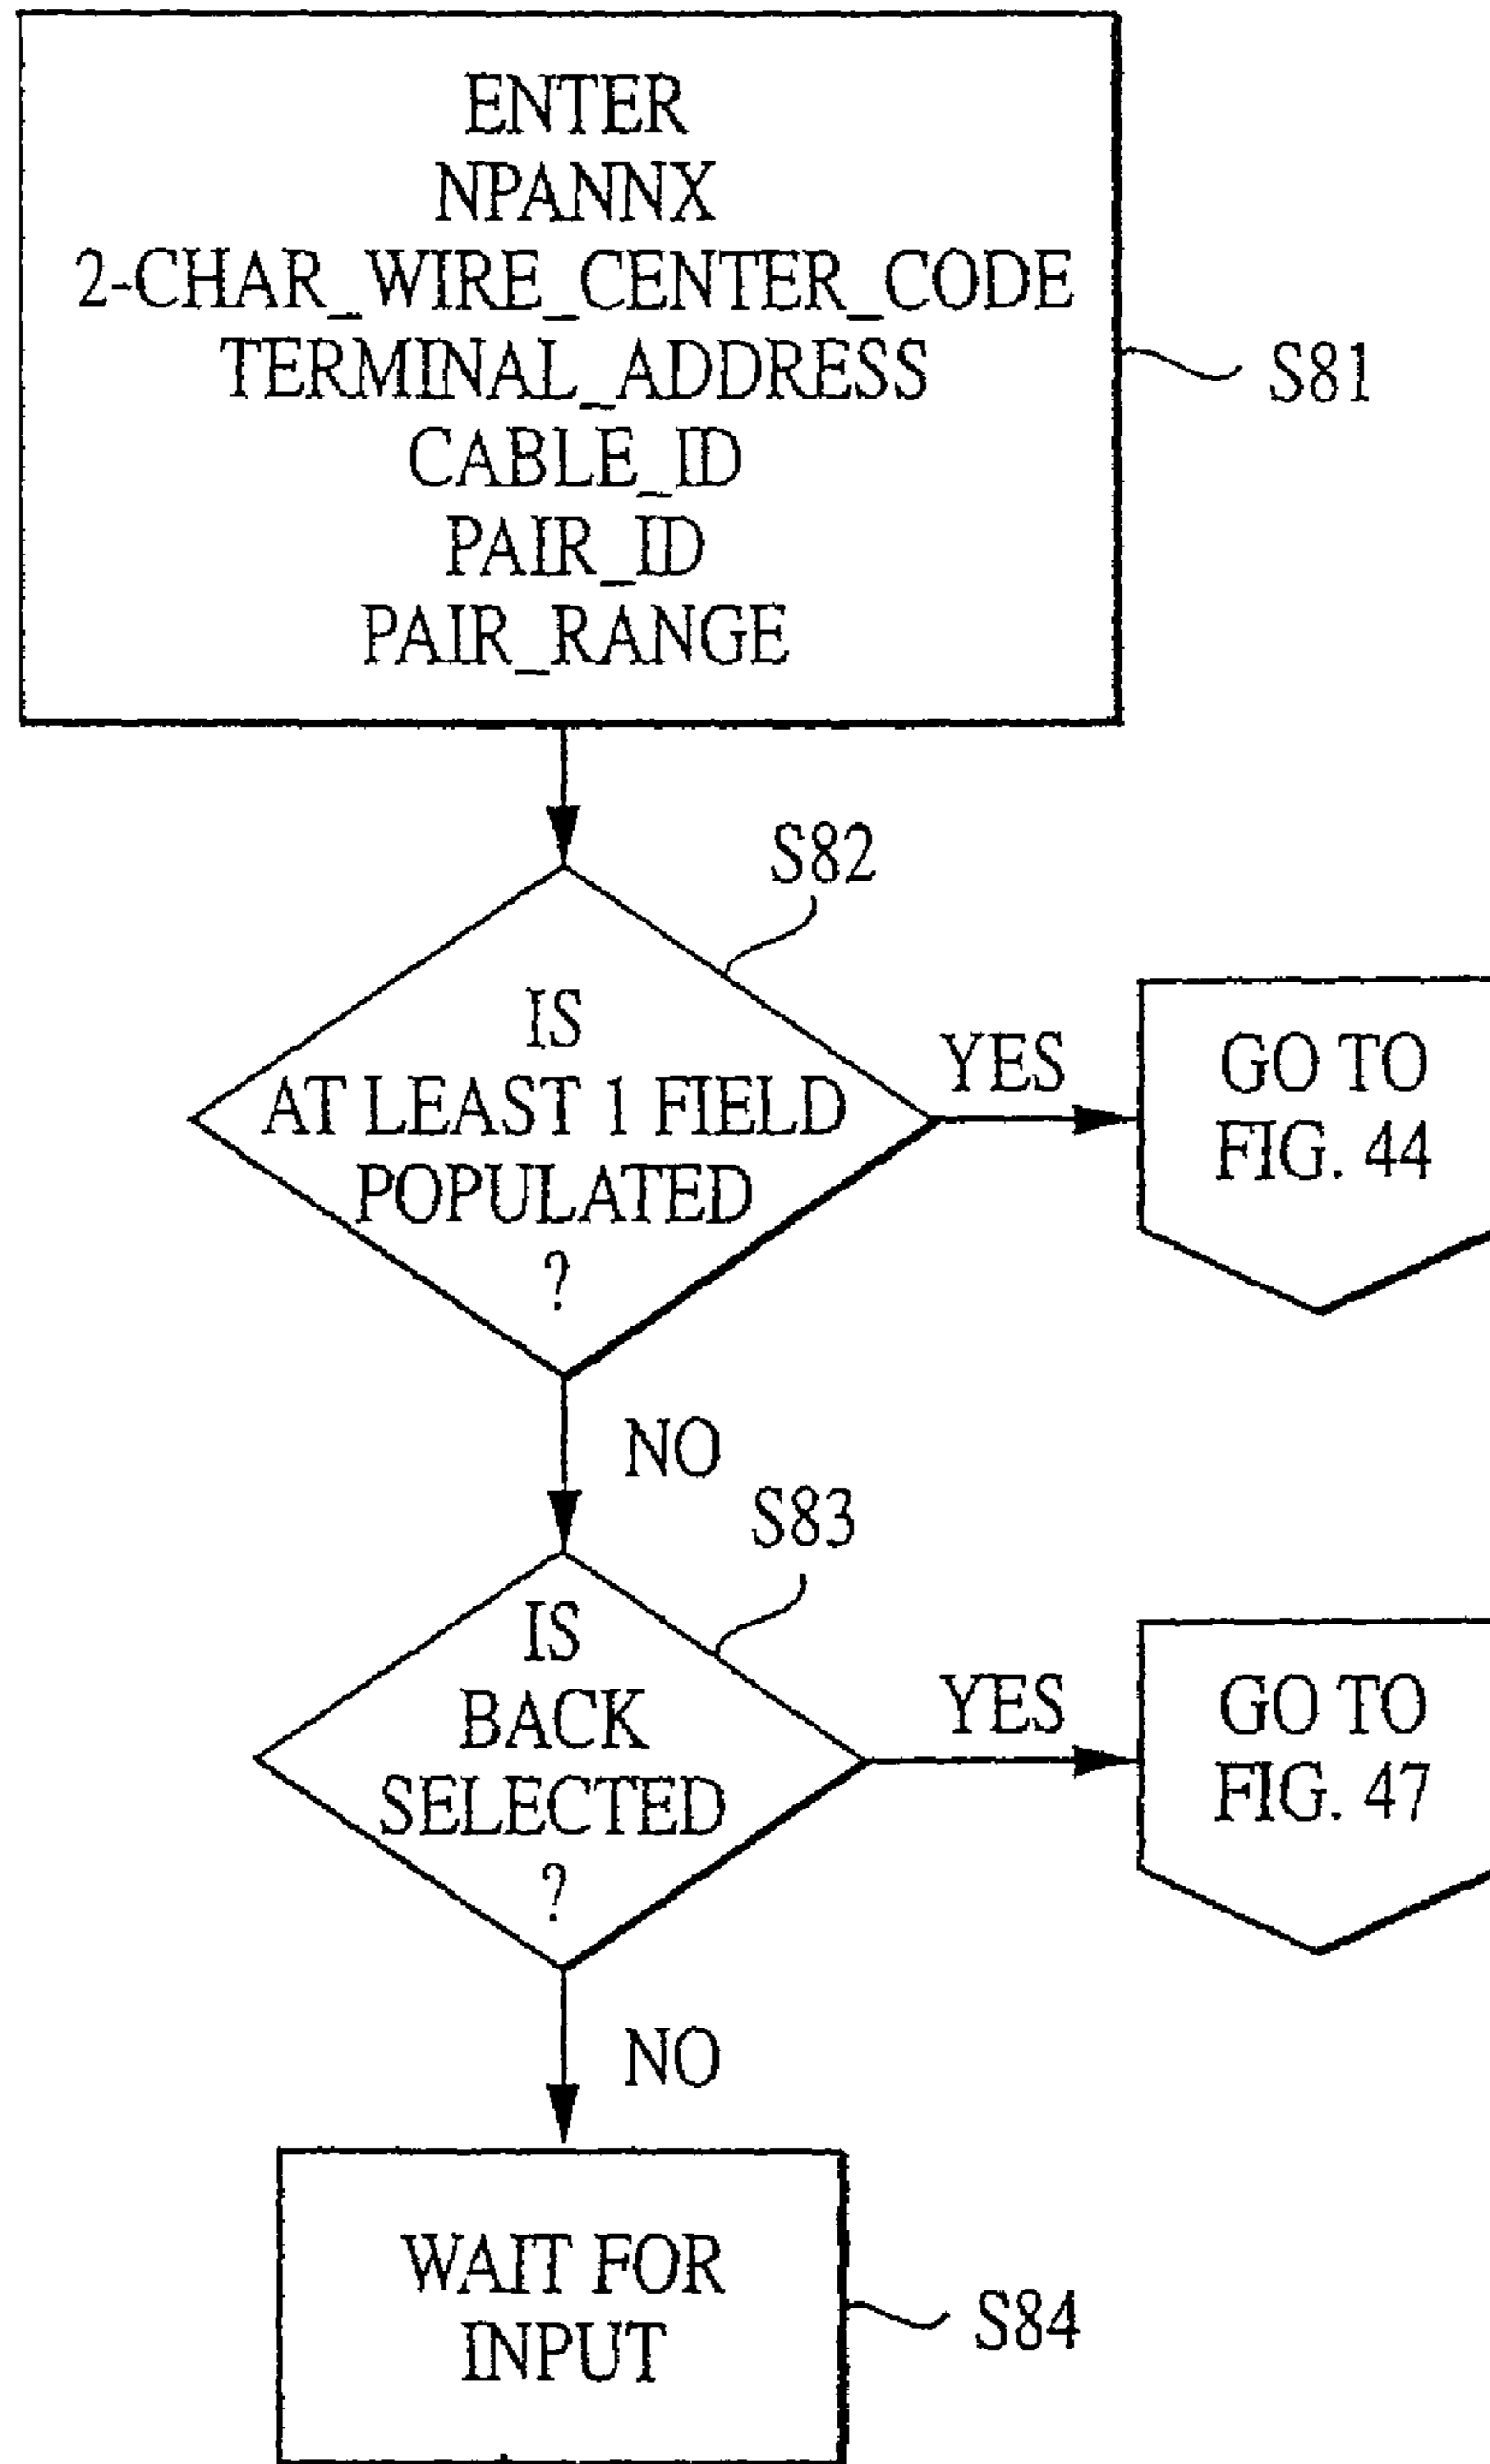 ENTER
NPANNX
2-CHAR_WIRE_CENTER_CODE
TERMINAL_ADDRESS
CABLE_ID
PAIR_ID
PAIR_RANGE
S81
S82
IS
AT LEAST 1 FIELD
POPULATED
?
YES
GO TO
FIG. 44
NO
S83
IS
BACK
SELECTED
?
YES
GO TO
FIG. 47
NO
WAIT FOR
INPUT
S84